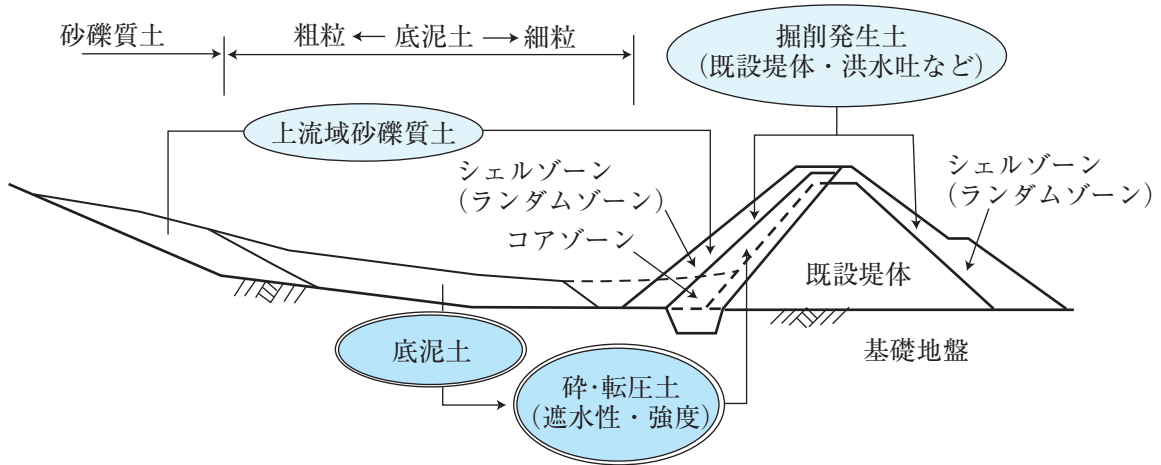 砂礫質土
粗粒 ← 底泥土 → 細粒
掘削発生土
(既設堤体・洪水吐など)
上流域砂礫質土
シェルゾーン
(ランダムゾーン)
シェルゾーン
(ランダムゾーン)
コアゾーン
既設堤体
底泥土
基礎地盤
砕・転圧土
(遮水性・強度)